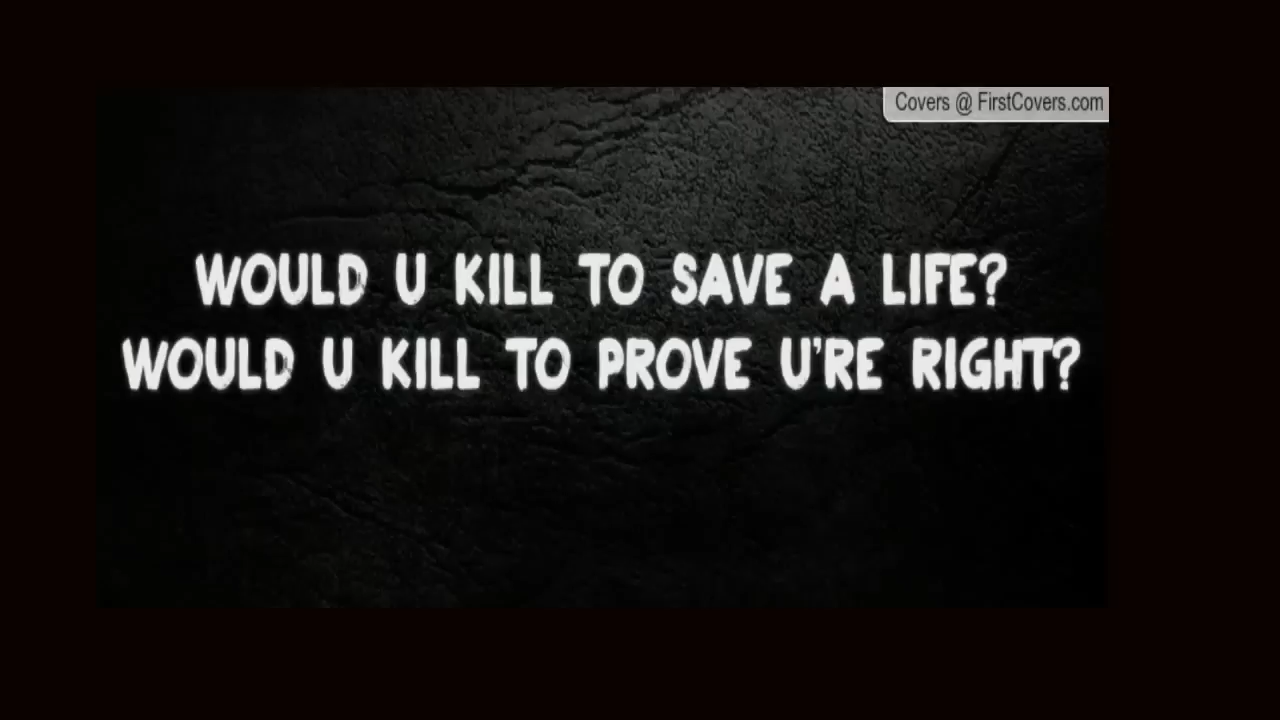 Covers @ FirstCovers.com
WOULD U KILL TO SAVE A LIFE?
WOULD U KILL TO PROVE U'RE RIGHT?